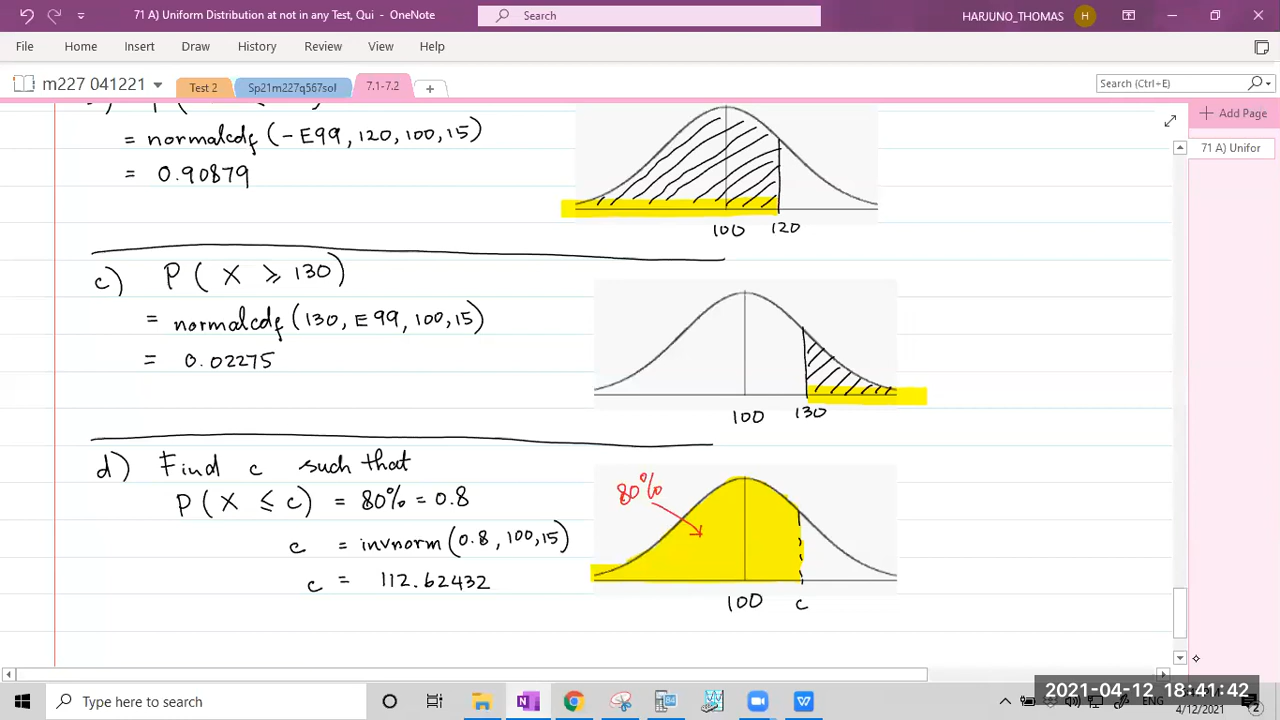 71 A) Uniform Distribution at not in any Test, Qui - OneNote
Search
HARJUNO_THOMAS
H
File Home Insert Draw History Review View Help
m227 041221
Test 2
Sp21m227q567sol
7.1-7.2
Search (Ctrl+E)
Add Page
71 A) Unifor
= normalcdf (-E99, 120, 100, 15)
= 0.90879
100 120
c) P ( X ≥ 130)
= normalcdf (130, E99, 100, 15)
= 0.02275
100 130
d) Find c such that
P ( X ≤ c) = 80% = 0.8
c = invnorm (0.8, 100, 15)
c = 112.62432
80%
100 c
Type here to search
2021-04-12 18:41:42
4/12/2021
2